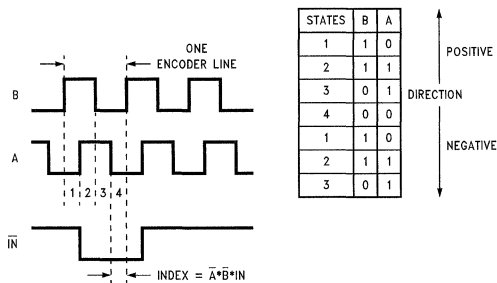 ONE
ENCODER LINE
B
A
1 2 3 4
I̅N̅
INDEX = A̅*B̅*IN
STATES B A
1 1 0
2 1 1
3 0 1
4 0 0
1 1 0
2 1 1
3 0 1
POSITIVE
DIRECTION
NEGATIVE